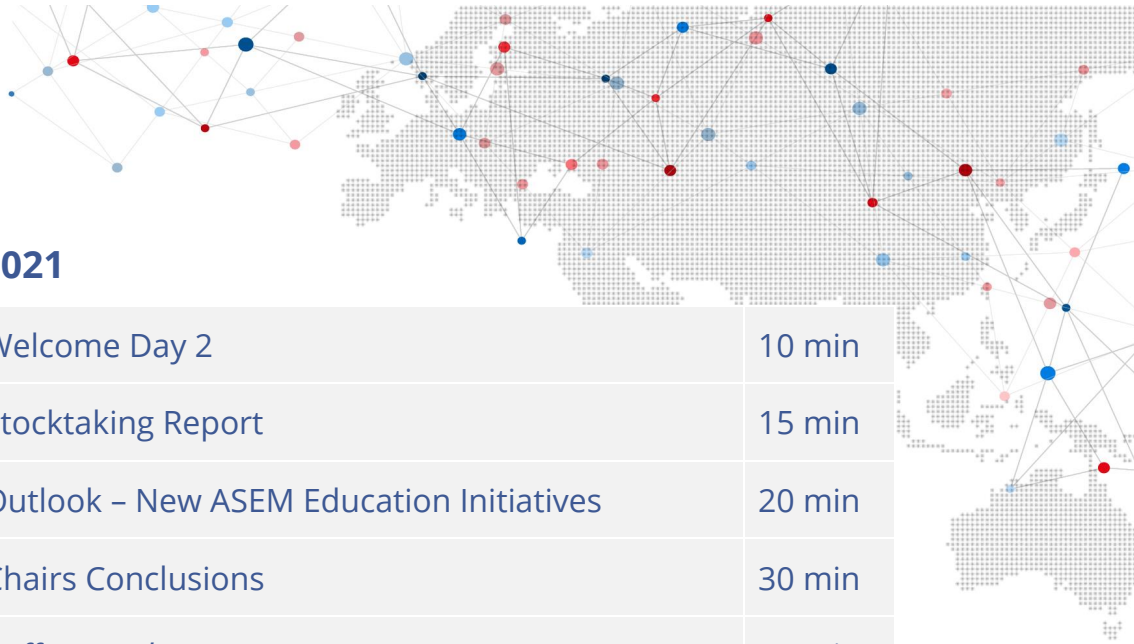 021
Welcome Day 2 10 min
tocktaking Report 15 min
Outlook – New ASEM Education Initiatives 20 min
Chairs Conclusions 30 min